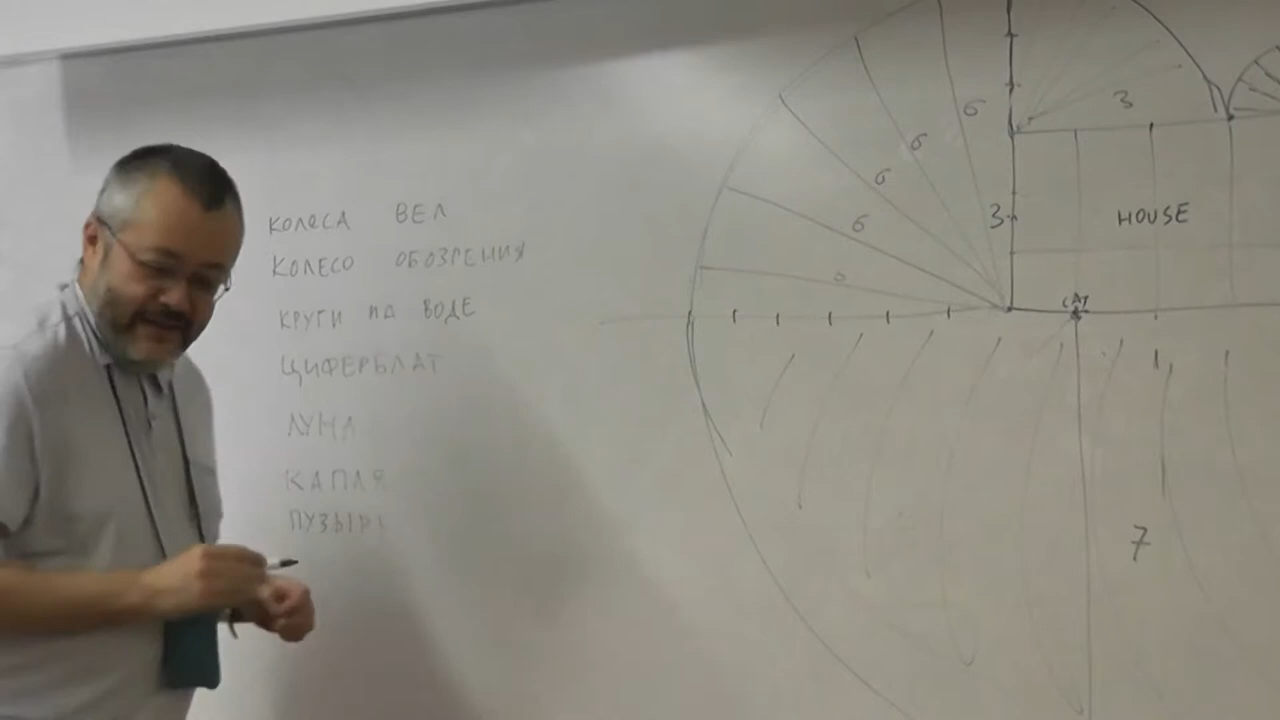 КОЛЕСА ВЕЛ
КОЛЕСО ОБОЗРЕНИЯ
КРУГИ ПО ВОДЕ
ЦИФЕРБЛАТ
ЛУНА
КАПЛЯ
ПУЗЫРЬ
6
6
6
6
3
3
HOUSE
CAT
7